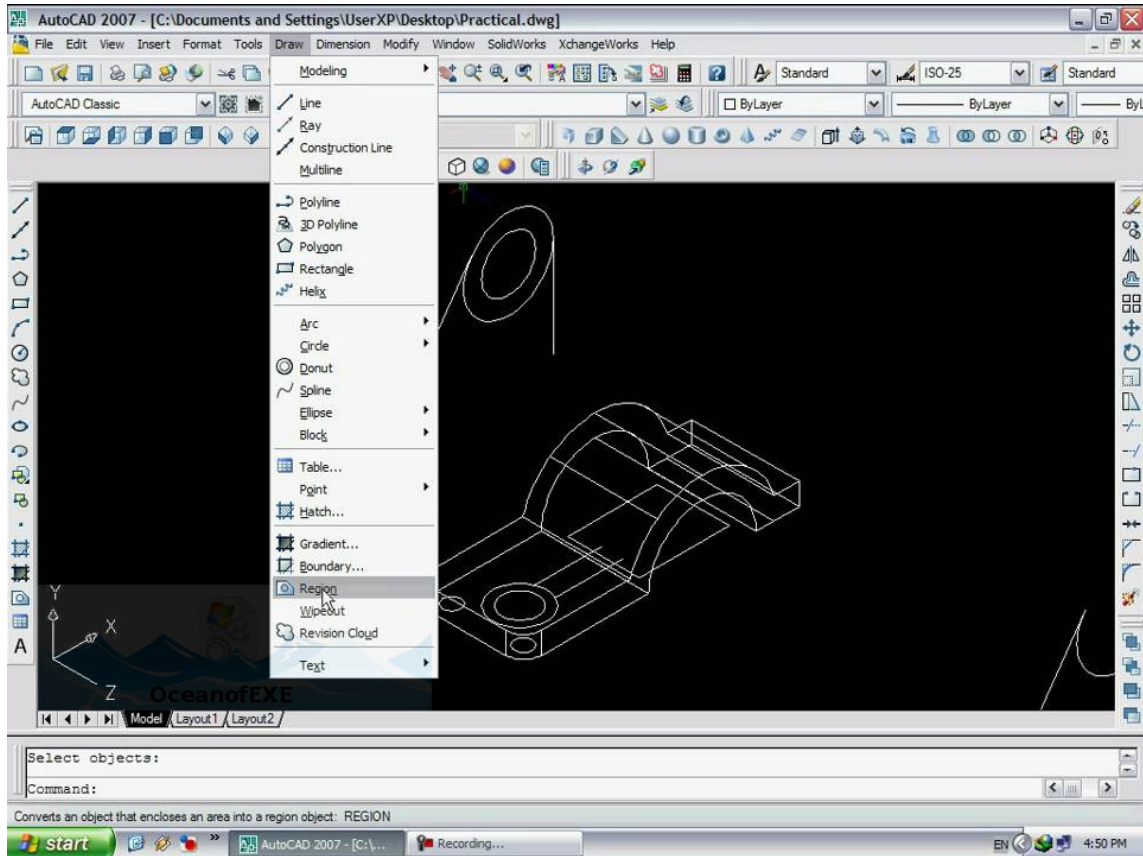 AutoCAD 2007 - [C:\Documents and Settings\UserXP\Desktop\Practical.dwg]
File Edit View Insert Format Tools Draw Dimension Modify Window SolidWorks XchangeWorks Help
Standard ISO-25 Standard
AutoCAD Classic ByLayer ByLayer ByL
Modeling
Line
Ray
Construction Line
Multiline
Polyline
3D Polyline
Polygon
Rectangle
Helix
Arc
Circle
Donut
Spline
Ellipse
Block
Table...
Point
Hatch...
Gradient...
Boundary...
Region
Wipeout
Revision Cloud
Text
A
Y
X
Z
OceanofEXE
Model Layout1 Layout2
Select objects:
Command:
Converts an object that encloses an area into a region object: REGION
start AutoCAD 2007 - [C:\... Recording... EN 4:50 PM